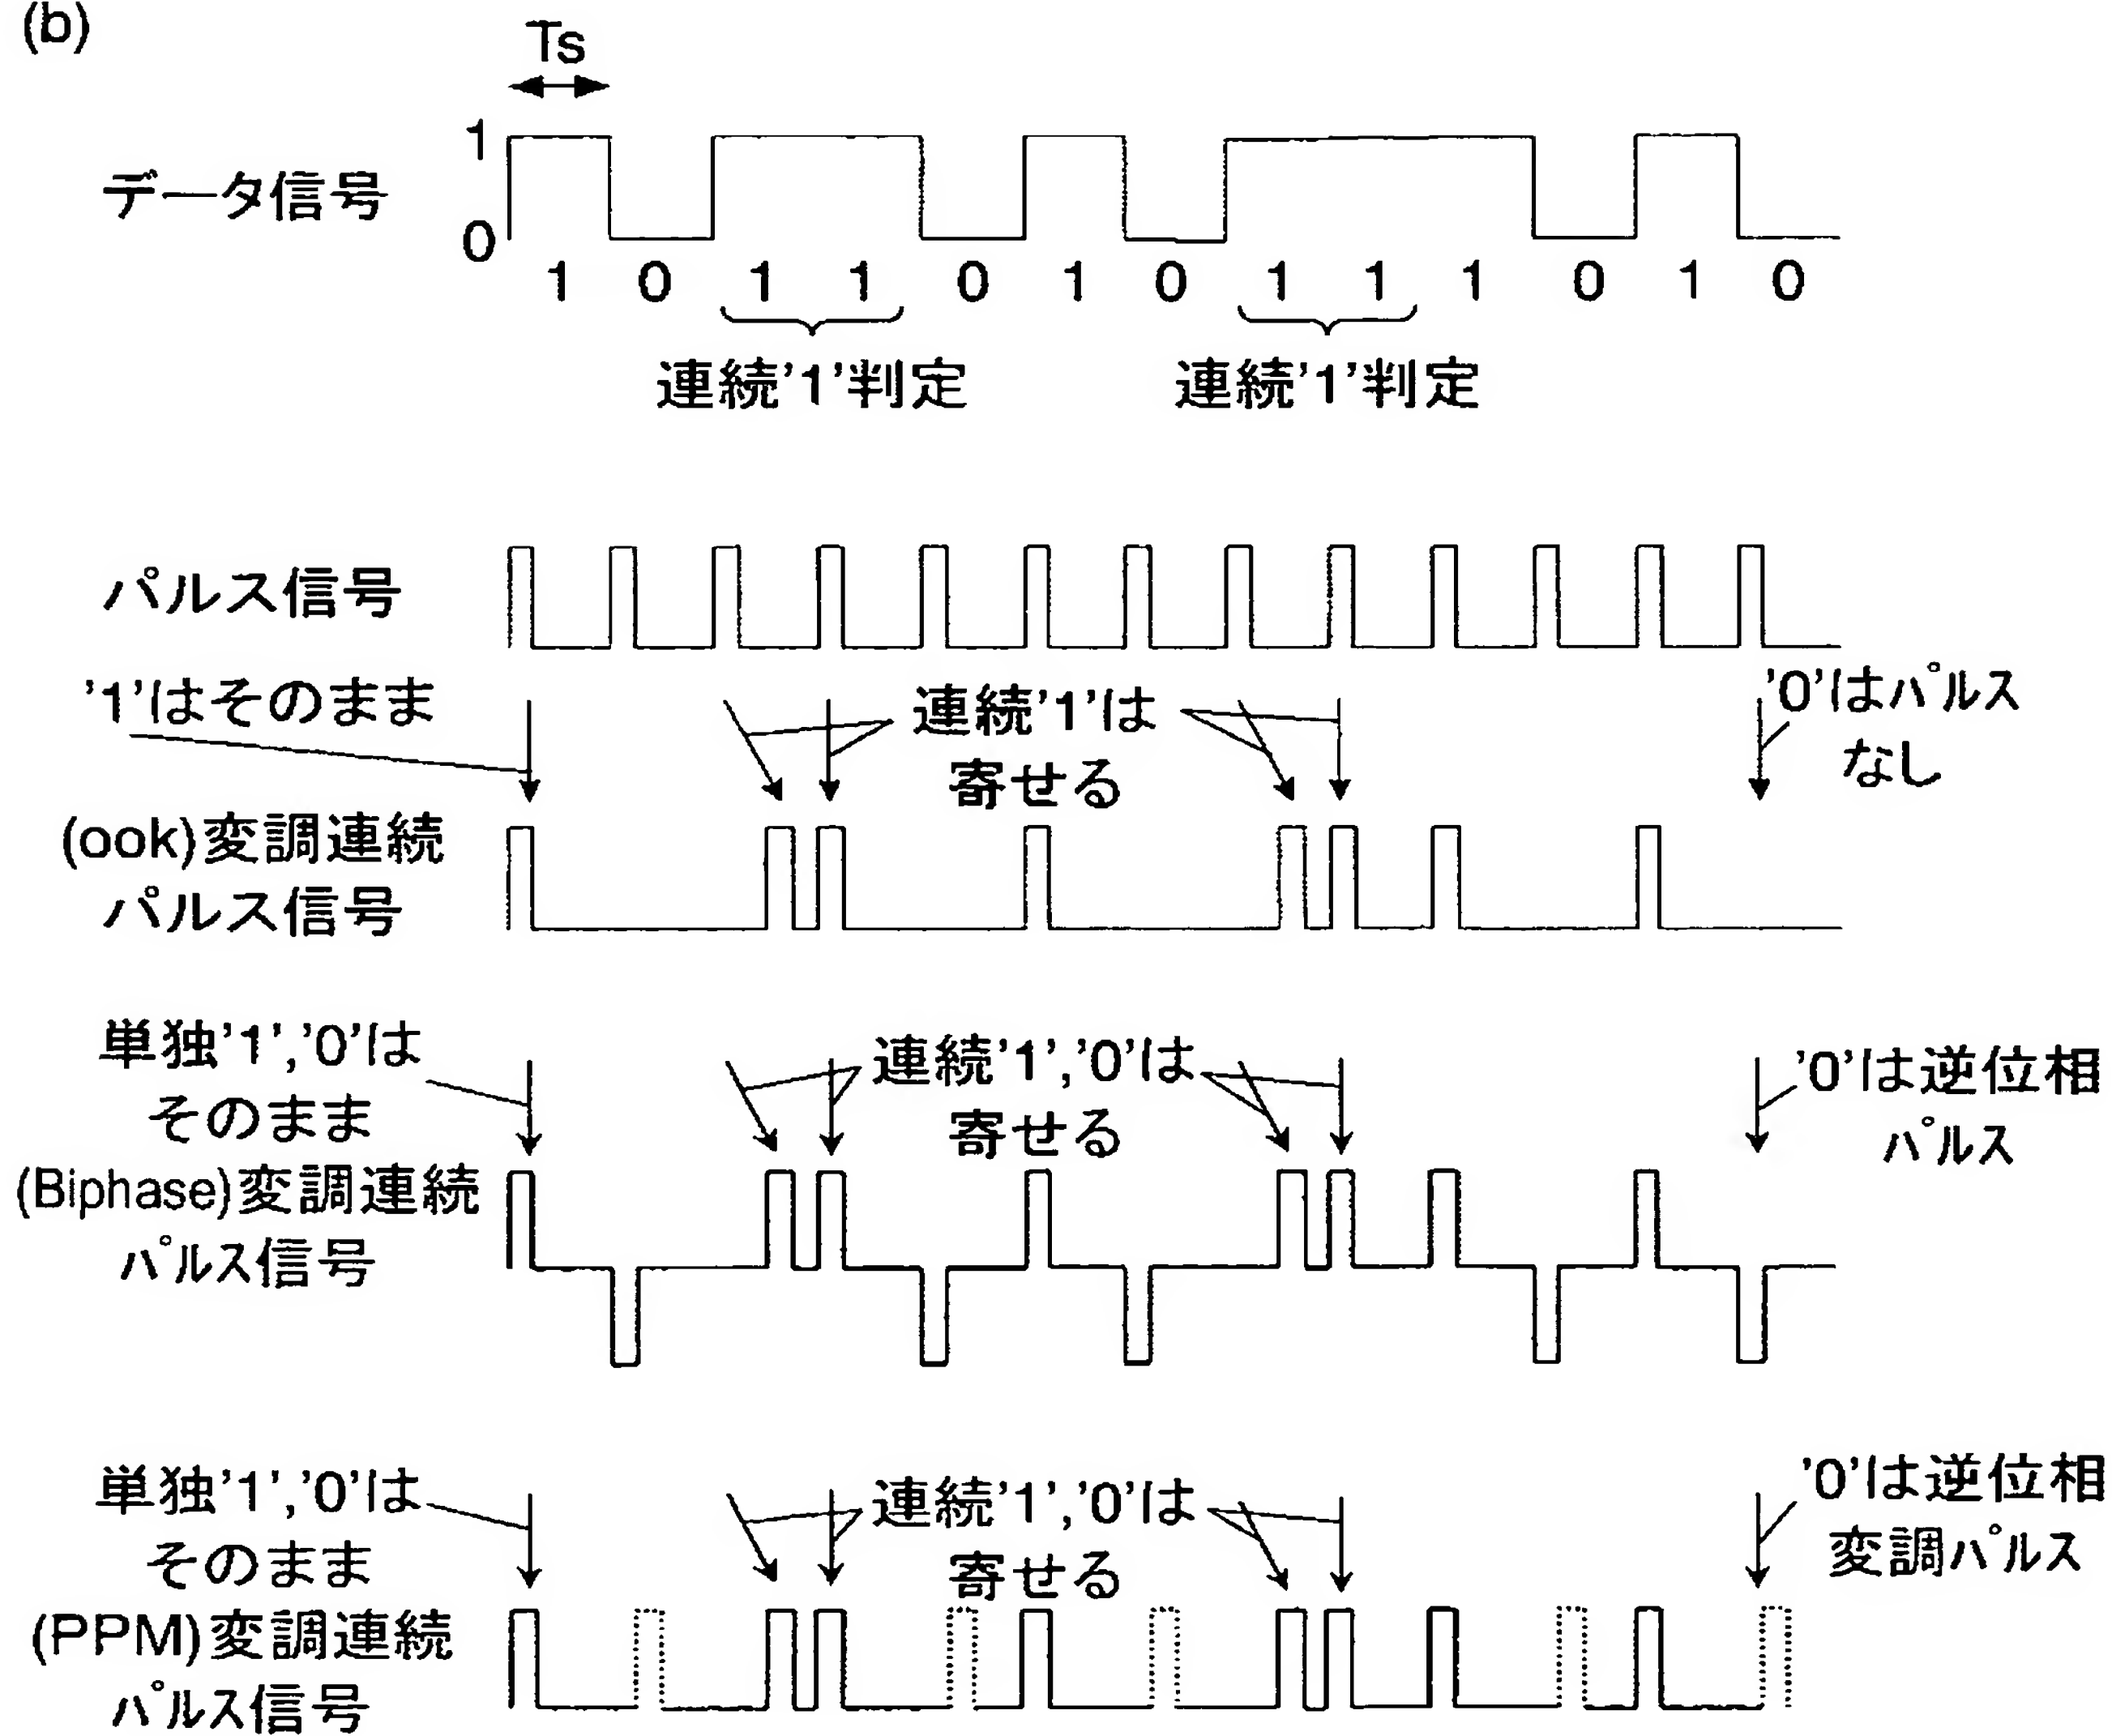 (b)
Ts
1
データ信号
0
1 0 1 1 0 1 0 1 1 1 0 1 0
連続'1'判定 連続'1'判定
パルス信号
'1'はそのまま
連続'1'は
寄せる
'0'はパルス
なし
(ook)変調連続
パルス信号
単独'1','0'は
そのまま
連続'1','0'は
寄せる
'0'は逆位相
パルス
(Biphase)変調連続
パルス信号
単独'1','0'は
そのまま
連続'1','0'は
寄せる
'0'は逆位相
変調パルス
(PPM)変調連続
パルス信号